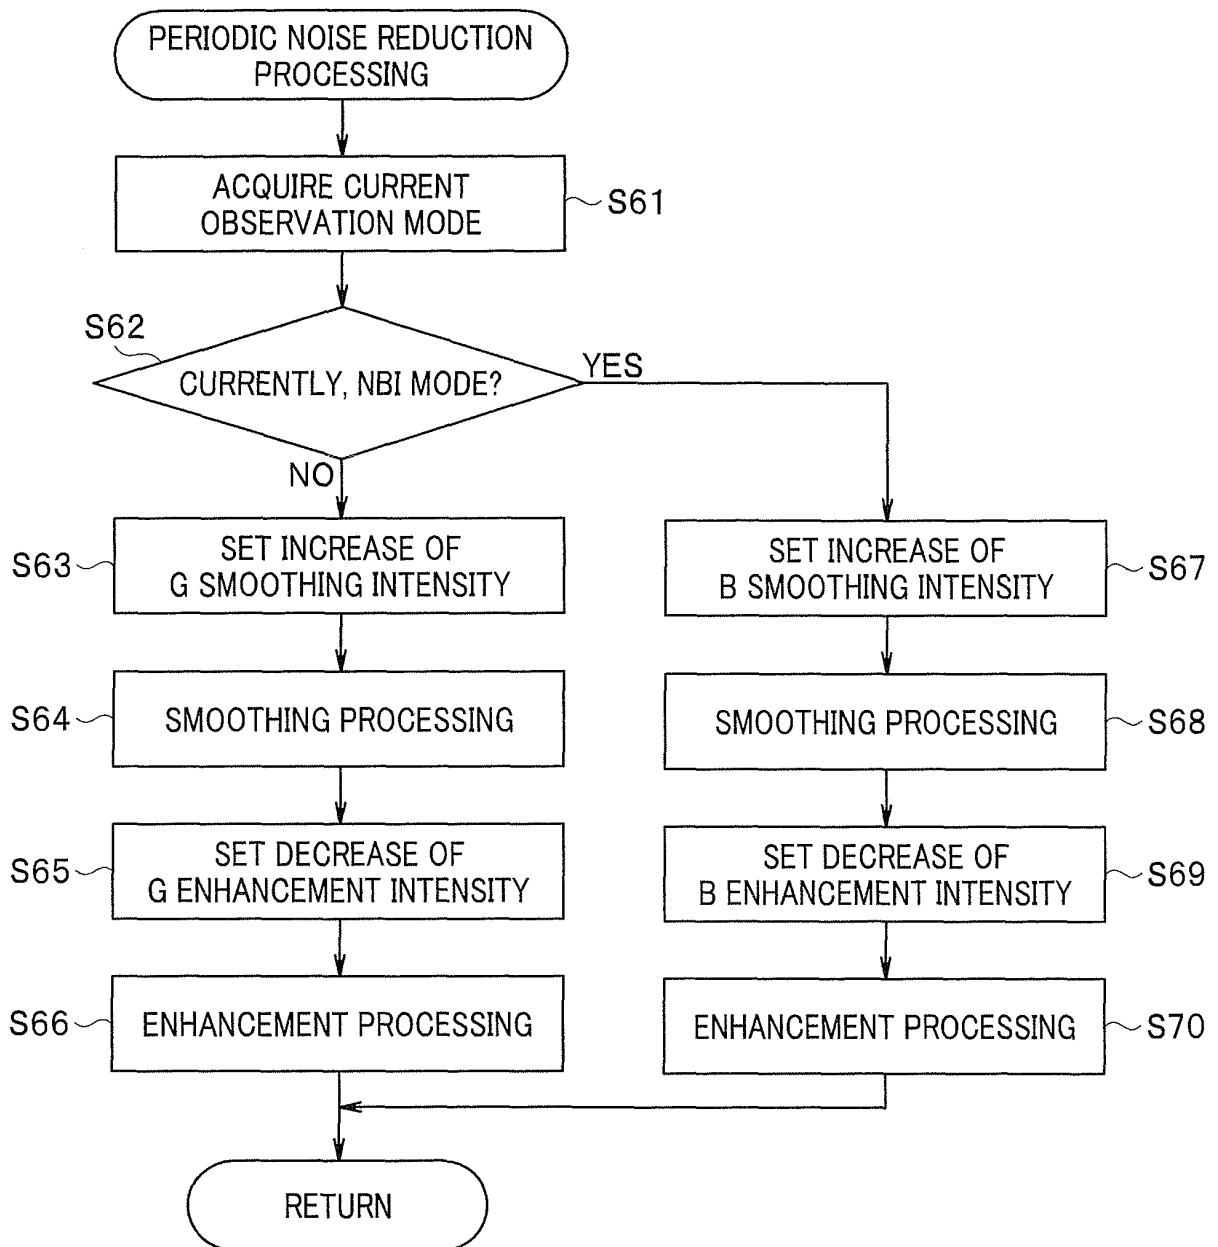 PERIODIC NOISE REDUCTION
PROCESSING
ACQUIRE CURRENT
OBSERVATION MODE
S61
S62
CURRENTLY, NBI MODE?
YES
NO
S63
SET INCREASE OF
G SMOOTHING INTENSITY
S64
SMOOTHING PROCESSING
S65
SET DECREASE OF
G ENHANCEMENT INTENSITY
S66
ENHANCEMENT PROCESSING
SET INCREASE OF
B SMOOTHING INTENSITY
S67
SMOOTHING PROCESSING
S68
SET DECREASE OF
B ENHANCEMENT INTENSITY
S69
ENHANCEMENT PROCESSING
S70
RETURN